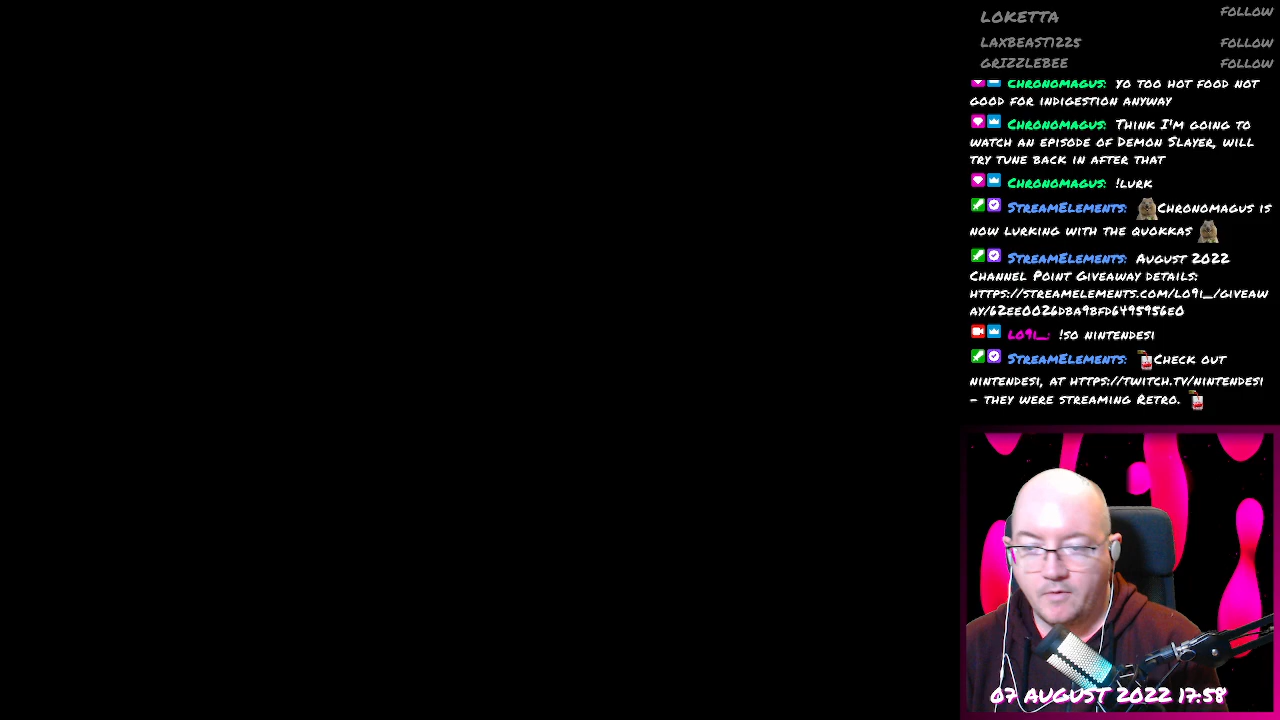 LOKETTA FOLLOW
LAXBEAST1225 FOLLOW
GRIZZLEBEE FOLLOW
Chronomagus: yo too hot food not
good for indigestion anyway
Chronomagus: Think I'm going to
watch an episode of Demon Slayer, will
try tune back in after that
Chronomagus: !lurk
StreamElements: Chronomagus is
now lurking with the quokkas
StreamElements: August 2022
Channel Point Giveaway details:
https://streamelements.com/lo9i_/giveaw
ay/62ee0026dba9bfd6495956e0
lo9i_: !so nintendesi
StreamElements: Check out
nintendesi, at https://twitch.tv/nintendesi
- they were streaming Retro.
07 AUGUST 2022 17:58